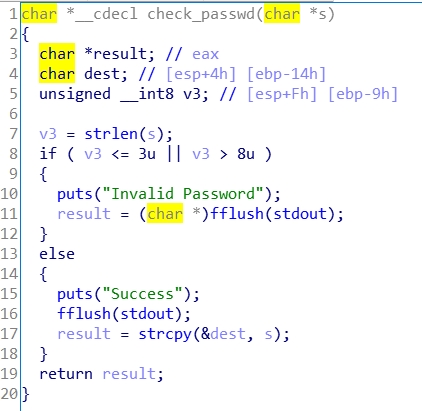 1 char *__cdecl check_passwd(char *s)
2 {
3   char *result; // eax
4   char dest; // [esp+4h] [ebp-14h]
5   unsigned __int8 v3; // [esp+Fh] [ebp-9h]
6
7   v3 = strlen(s);
8   if ( v3 <= 3u || v3 > 8u )
9   {
10     puts("Invalid Password");
11     result = (char *)fflush(stdout);
12   }
13   else
14   {
15     puts("Success");
16     fflush(stdout);
17     result = strcpy(&dest, s);
18   }
19   return result;
20 }